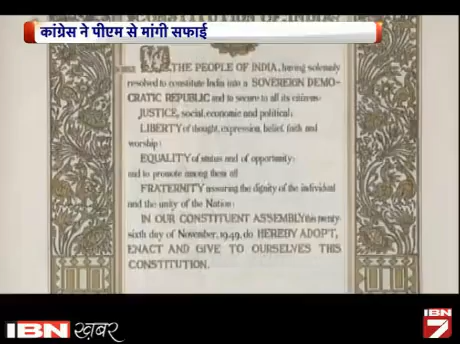 कांग्रेस ने पीएम से मांगी सफाई
CONSTITUTION OF INDIA
WE, THE PEOPLE OF INDIA, having solemnly
resolved to constitute India into a SOVEREIGN DEMO-
CRATIC REPUBLIC and to secure to all its citizens:
JUSTICE, social, economic and political;
LIBERTY of thought, expression, belief, faith and
worship;
EQUALITY of status and of opportunity;
and to promote among them all
FRATERNITY assuring the dignity of the individual
and the unity of the Nation;
IN OUR CONSTITUENT ASSEMBLY this twenty-
sixth day of November, 1949, do HEREBY ADOPT,
ENACT AND GIVE TO OURSELVES THIS
CONSTITUTION.
IBN ख़बर
IBN
7